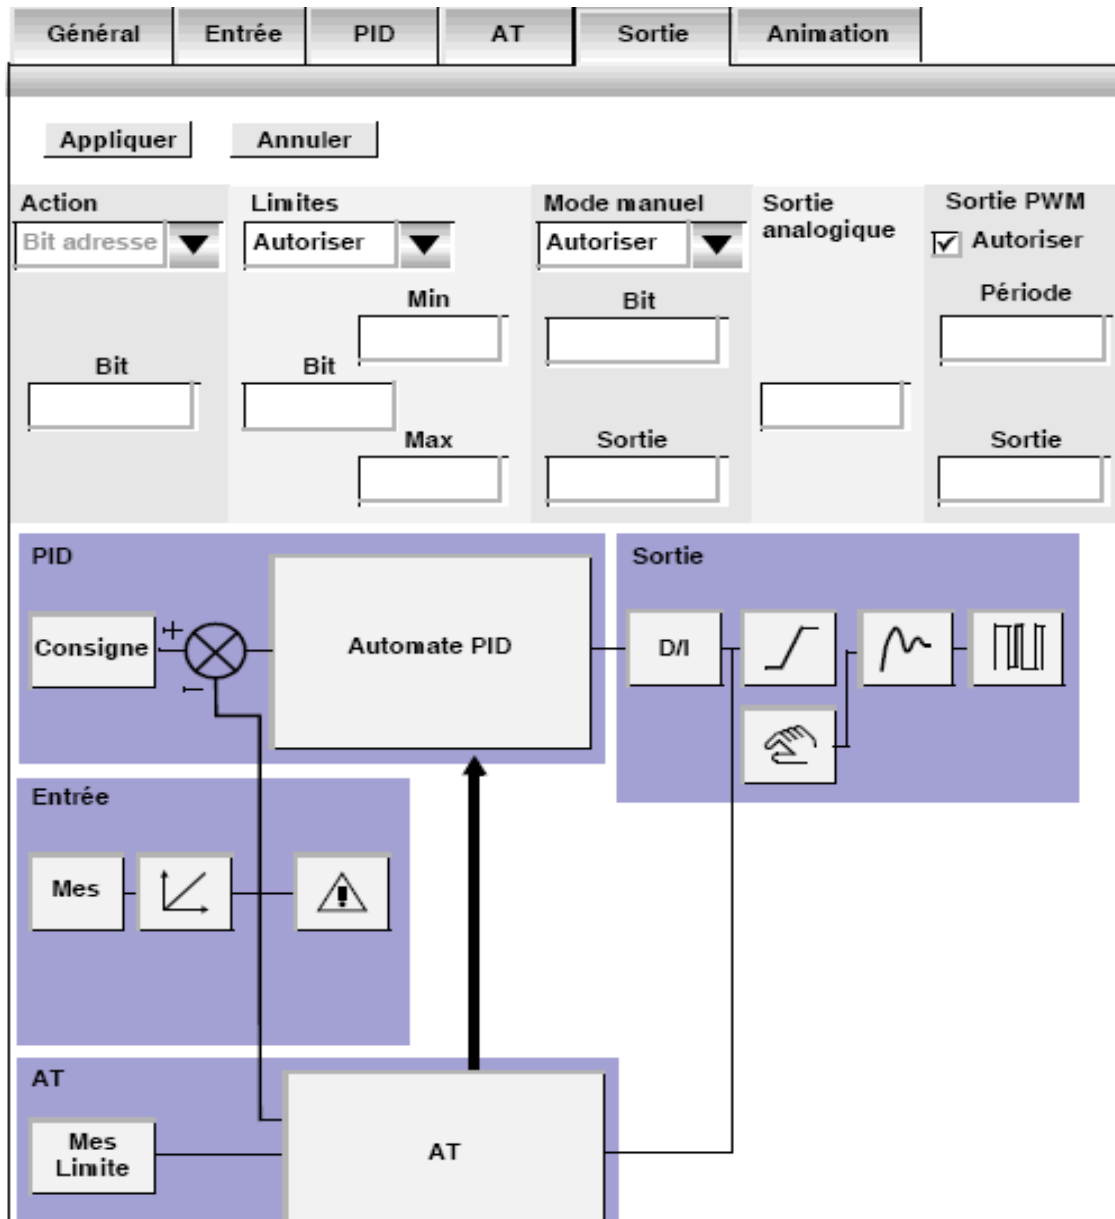 Général Entrée PID AT Sortie Animation
Appliquer Annuler
Action Limites Mode manuel Sortie analogique Sortie PWM
Bit adresse Autoriser Autoriser Autoriser
Min Bit Période
Bit Bit
Max Sortie Sortie
PID Sortie
Consigne + - Automate PID D/I
Entrée
Mes
AT
Mes Limite AT